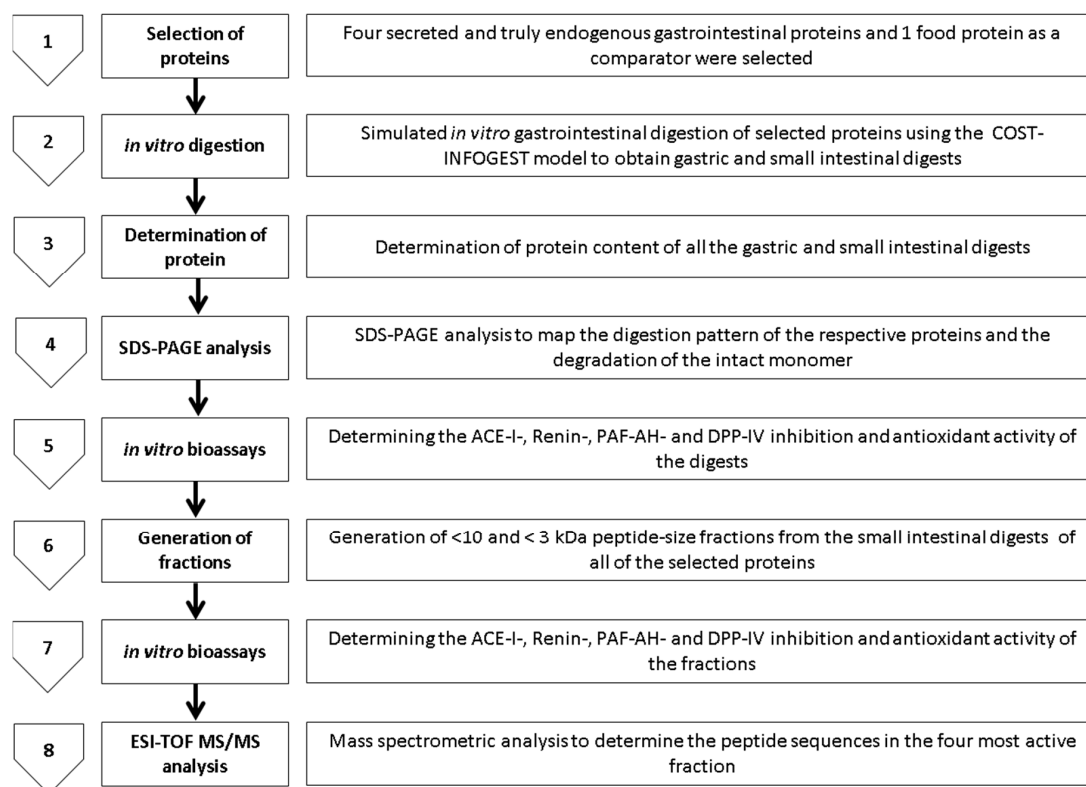 1
Selection of
proteins
Four secreted and truly endogenous gastrointestinal proteins and 1 food protein as a
comparator were selected
2
in vitro digestion
Simulated in vitro gastrointestinal digestion of selected proteins using the COST-
INFOGEST model to obtain gastric and small intestinal digests
3
Determination of
protein
Determination of protein content of all the gastric and small intestinal digests
4
SDS-PAGE analysis
SDS-PAGE analysis to map the digestion pattern of the respective proteins and the
degradation of the intact monomer
5
in vitro bioassays
Determining the ACE-I-, Renin-, PAF-AH- and DPP-IV inhibition and antioxidant activity of
the digests
6
Generation of
fractions
Generation of <10 and < 3 kDa peptide-size fractions from the small intestinal digests of
all of the selected proteins
7
in vitro bioassays
Determining the ACE-I-, Renin-, PAF-AH- and DPP-IV inhibition and antioxidant activity of
the fractions
8
ESI-TOF MS/MS
analysis
Mass spectrometric analysis to determine the peptide sequences in the four most active
fraction